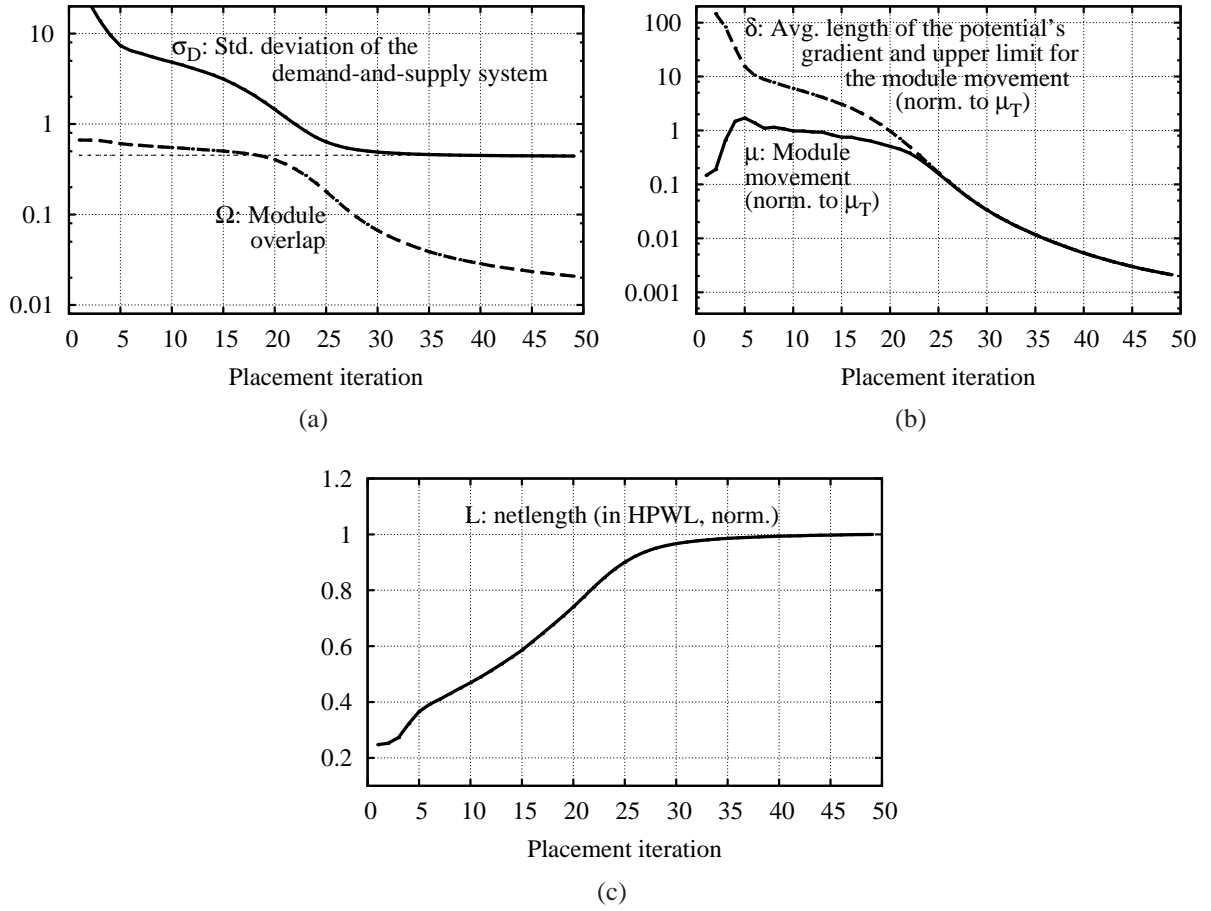 10
1
0.1
0.01
σD: Std. deviation of the
demand-and-supply system
Ω: Module
overlap
0 5 10 15 20 25 30 35 40 45 50
Placement iteration
(a)
100
10
1
0.1
0.01
0.001
δ: Avg. length of the potential's
gradient and upper limit for
the module movement
(norm. to μT)
μ: Module
movement
(norm. to μT)
0 5 10 15 20 25 30 35 40 45 50
Placement iteration
(b)
1.2
1
0.8
0.6
0.4
0.2
L: netlength (in HPWL, norm.)
0 5 10 15 20 25 30 35 40 45 50
Placement iteration
(c)